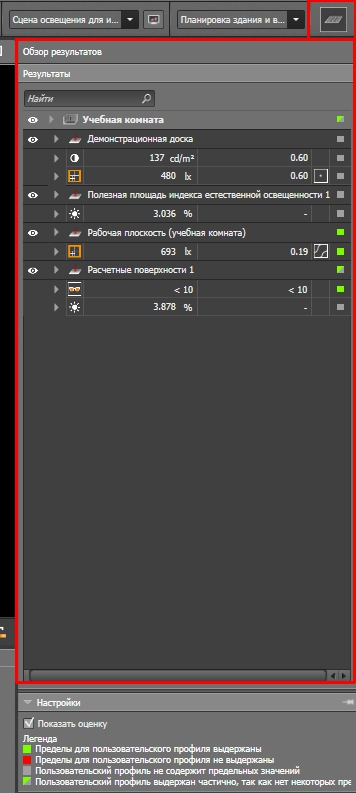 Сцена освещения для и...
Планировка здания и в...
Обзор результатов
Результаты
Найти
Учебная комната
Демонстрационная доска
137 cd/m² 0.60
480 lx 0.60
Полезная площадь индекса естественной освещенности 1
3.036 % -
Рабочая плоскость (учебная комната)
693 lx 0.19
Расчетные поверхности 1
< 10 < 10
3.878 % -
Настройки
Показать оценку
Легенда
Пределы для пользовательского профиля выдержаны
Пределы для пользовательского профиля не выдержаны
Пользовательский профиль не содержит предельных значений
Пользовательский профиль выдержан частично, так как нет некоторых пре